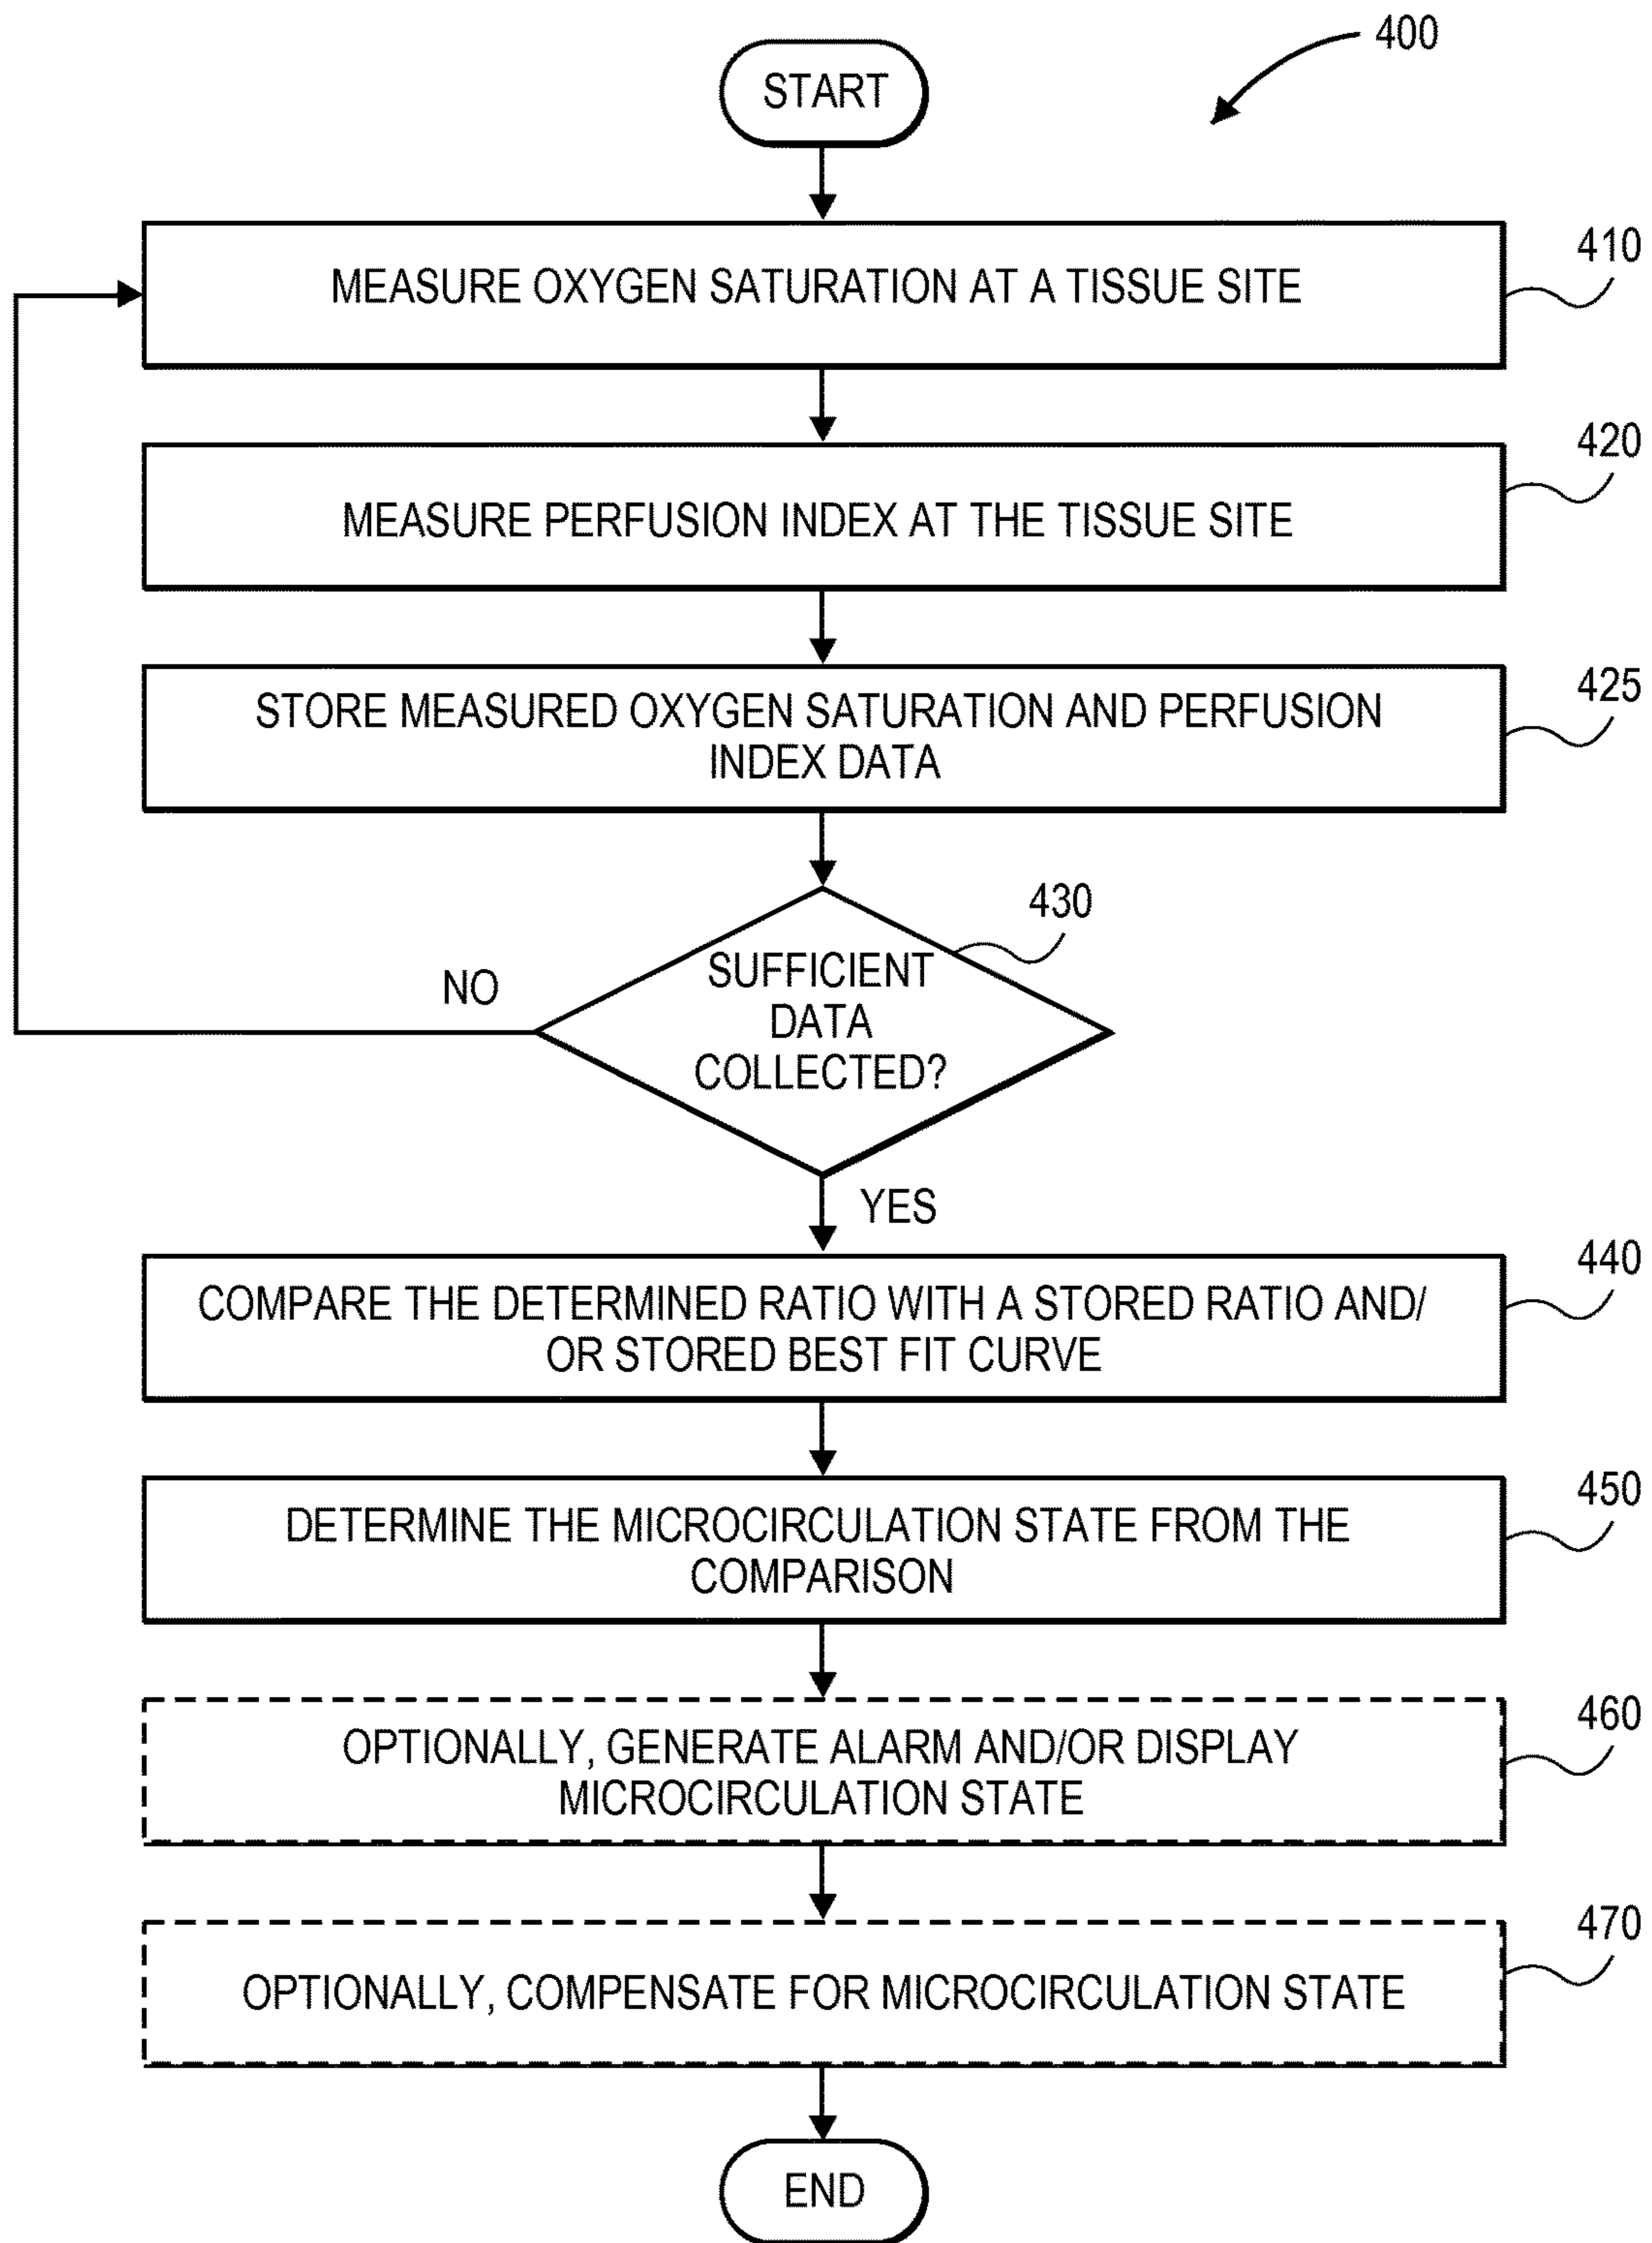 400
START
410
MEASURE OXYGEN SATURATION AT A TISSUE SITE
420
MEASURE PERFUSION INDEX AT THE TISSUE SITE
425
STORE MEASURED OXYGEN SATURATION AND PERFUSION
INDEX DATA
430
SUFFICIENT
DATA
COLLECTED?
NO
YES
440
COMPARE THE DETERMINED RATIO WITH A STORED RATIO AND/
OR STORED BEST FIT CURVE
450
DETERMINE THE MICROCIRCULATION STATE FROM THE
COMPARISON
460
OPTIONALLY, GENERATE ALARM AND/OR DISPLAY
MICROCIRCULATION STATE
470
OPTIONALLY, COMPENSATE FOR MICROCIRCULATION STATE
END